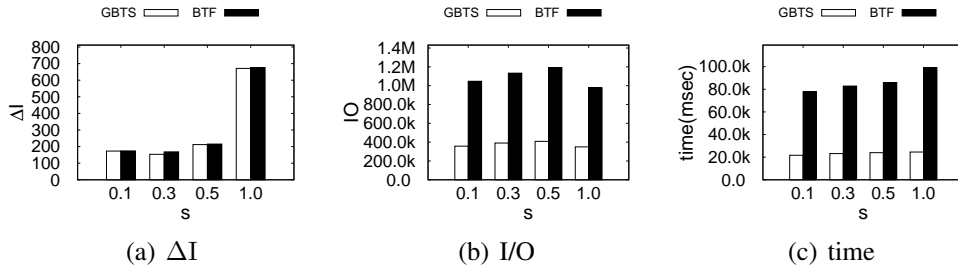 GBTS BTF
800
700
600
500
400
300
200
100
0
ΔI
0.1 0.3 0.5 1.0
s
(a) ΔI
GBTS BTF
1.4M
1.2M
1.0M
800.0k
600.0k
400.0k
200.0k
0.0
IO
0.1 0.3 0.5 1.0
s
(b) I/O
GBTS BTF
100.0k
80.0k
60.0k
40.0k
20.0k
0.0
time(msec)
0.1 0.3 0.5 1.0
s
(c) time